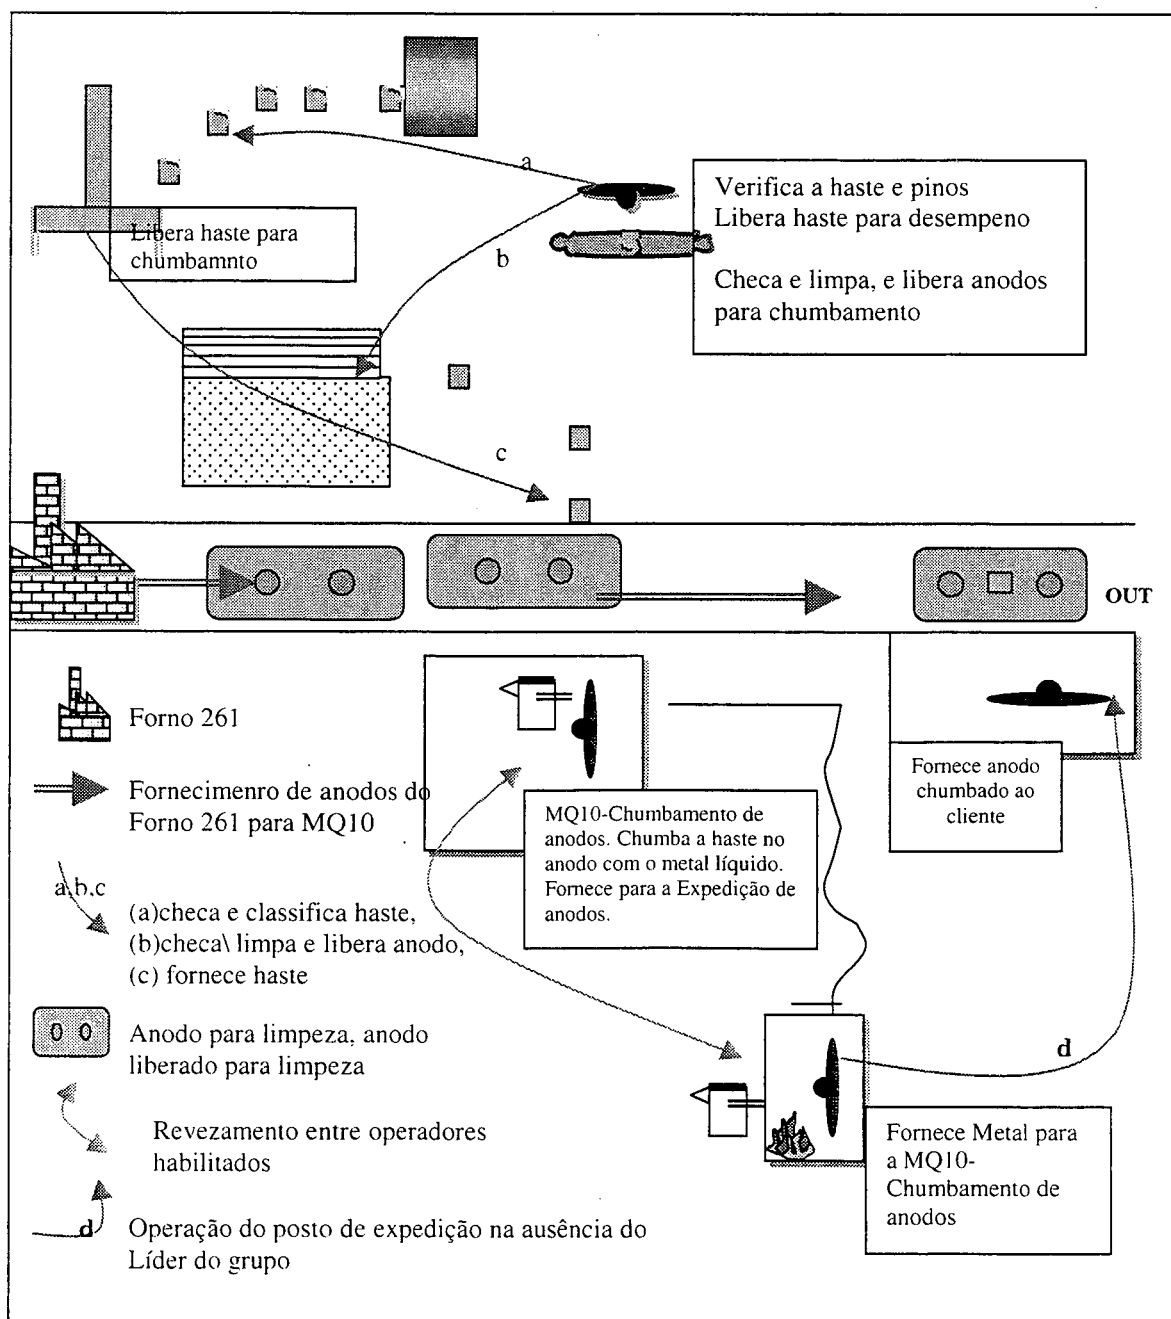 a
Verifica a haste e pinos
Libera haste para desempeno
Checa e limpa, e libera anodos
para chumbamento
Libera haste para
chumbamnto
b
c
OUT
Forno 261
Fornecimenro de anodos do
Forno 261 para MQ10
a,b,c
(a)checa e classifica haste,
(b)checa\ limpa e libera anodo,
(c) fornece haste
Anodo para limpeza, anodo
liberado para limpeza
Revezamento entre operadores
habilitados
d
Operação do posto de expedição na ausência do
Líder do grupo
MQ10-Chumbamento de
anodos. Chumba a haste no
anodo com o metal líquido.
Fornece para a Expedição de
anodos.
Fornece anodo
chumbado ao
cliente
d
Fornece Metal para
a MQ10-
Chumbamento de
anodos